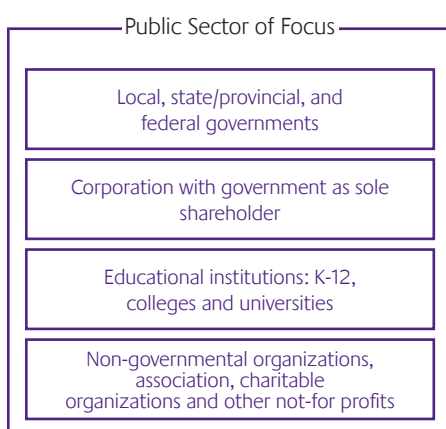 Public Sector of Focus
Local, state/provincial, and
federal governments
Corporation with government as sole
shareholder
Educational institutions: K-12,
colleges and universities
Non-governmental organizations,
association, charitable
organizations and other not-for profits